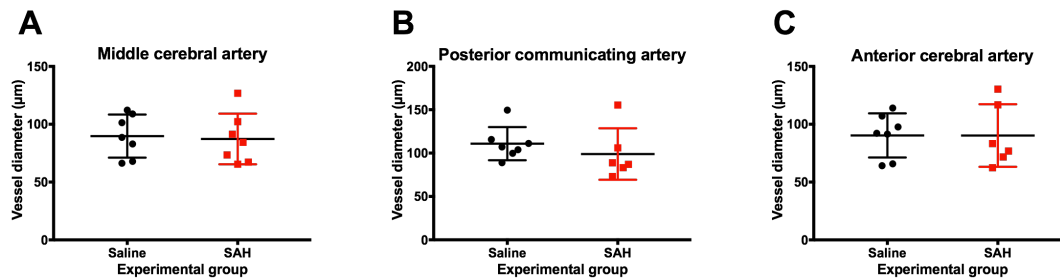 A
Middle cerebral artery
150
100
50
0
Vessel diameter (µm)
Saline
SAH
Experimental group
B
Posterior communicating artery
200
150
100
50
0
Vessel diameter (µm)
Saline
SAH
Experimental group
C
Anterior cerebral artery
150
100
50
0
Vessel diameter (µm)
Saline
SAH
Experimental group